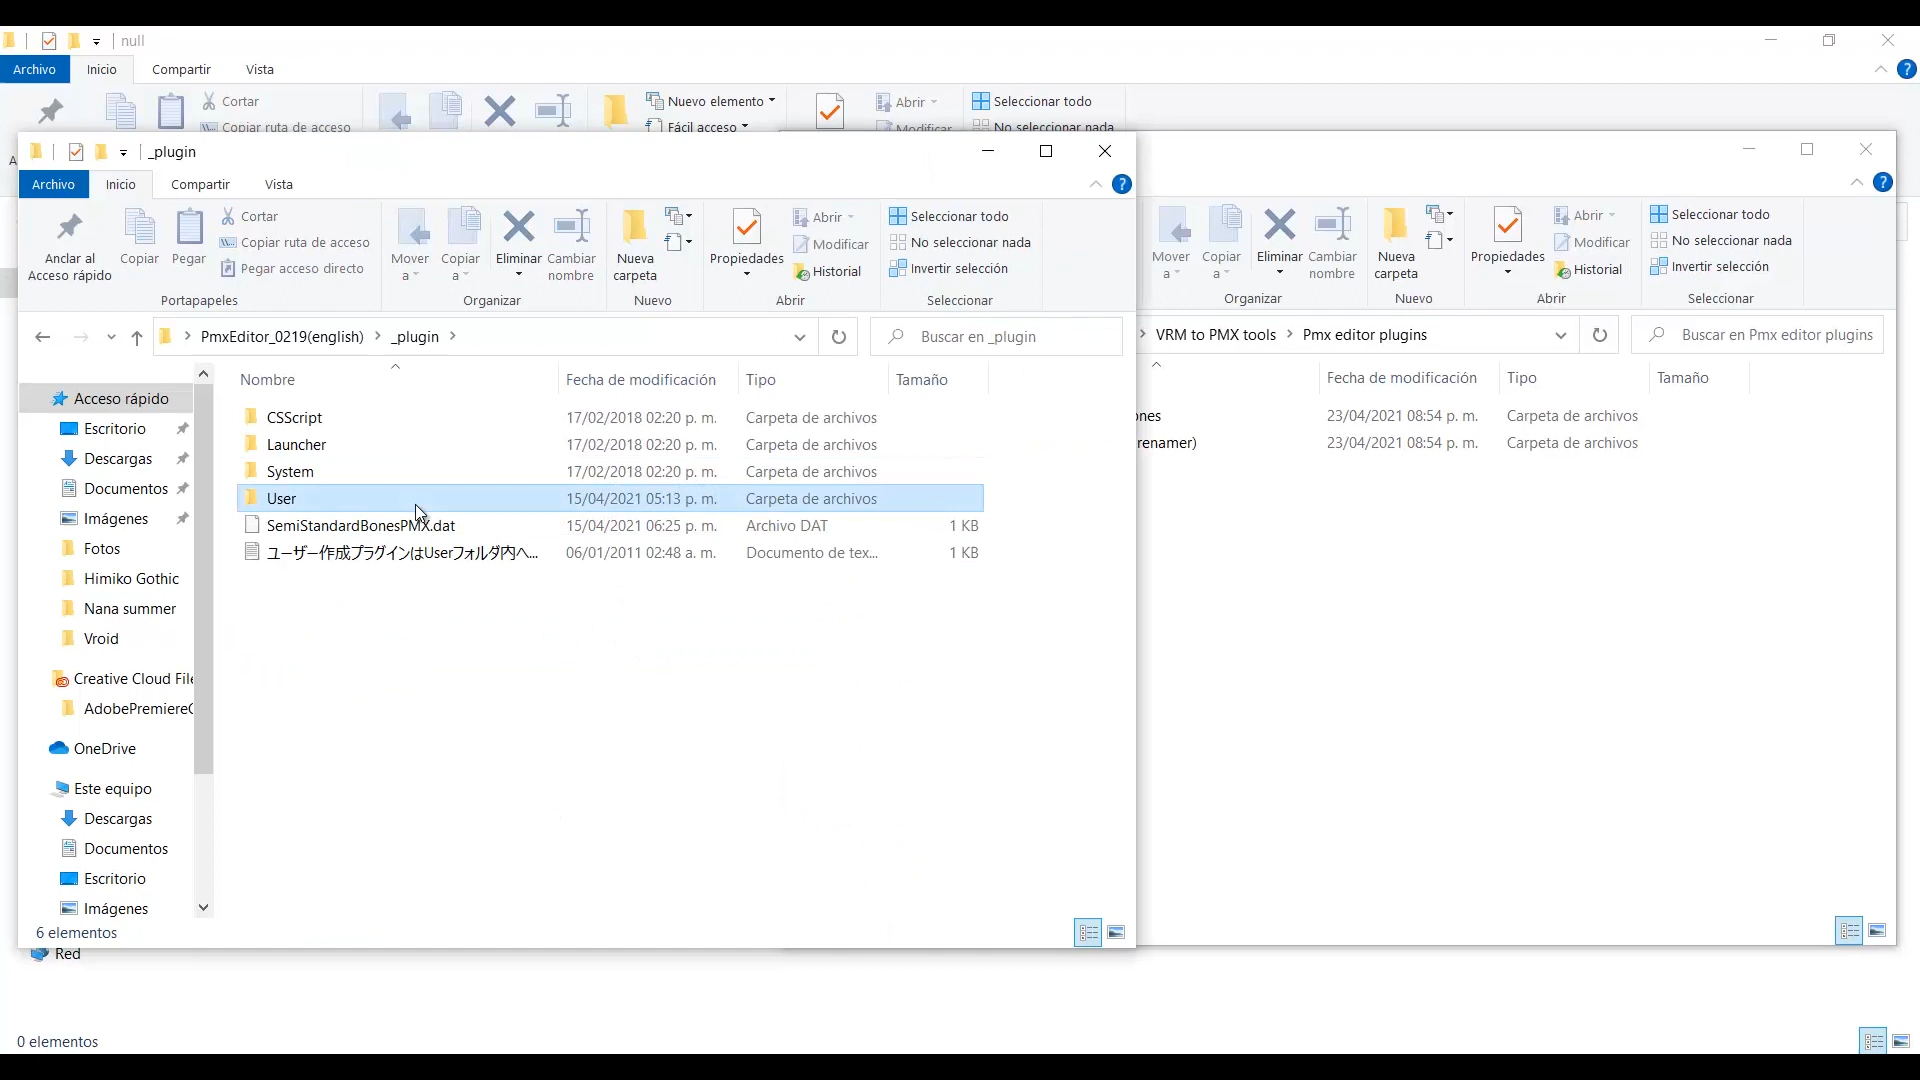 null
Archivo Inicio Compartir Vista
Cortar Nuevo elemento Abrir Seleccionar todo
Copiar ruta de acceso Fácil acceso Modificar No seleccionar nada
_plugin
Archivo Inicio Compartir Vista
Anclar al Acceso rápido
Copiar
Pegar
Cortar
Copiar ruta de acceso
Pegar acceso directo
Portapapeles
Mover a
Copiar a
Eliminar
Cambiar nombre
Organizar
Nueva carpeta
Nuevo
Propiedades
Abrir
Modificar
Historial
Abrir
Seleccionar todo
No seleccionar nada
Invertir selección
Seleccionar
PmxEditor_0219(english) _plugin
Buscar en _plugin
Acceso rápido
Escritorio
Descargas
Documentos
Imágenes
Fotos
Himiko Gothic
Nana summer
Vroid
Creative Cloud File
AdobePremiereC
OneDrive
Este equipo
Descargas
Documentos
Escritorio
Imágenes
Nombre Fecha de modificación Tipo Tamaño
CSScript 17/02/2018 02:20 p. m. Carpeta de archivos
Launcher 17/02/2018 02:20 p. m. Carpeta de archivos
System 17/02/2018 02:20 p. m. Carpeta de archivos
User 15/04/2021 05:13 p. m. Carpeta de archivos
SemiStandardBonesPMX.dat 15/04/2021 06:25 p. m. Archivo DAT 1 KB
ユーザー作成プラグインはUserフォルダ内へ... 06/01/2011 02:48 a. m. Documento de tex... 1 KB
6 elementos
Mover a
Copiar a
Eliminar
Cambiar nombre
Organizar
Nueva carpeta
Nuevo
Propiedades
Abrir
Modificar
Historial
Abrir
Seleccionar todo
No seleccionar nada
Invertir selección
Seleccionar
VRM to PMX tools Pmx editor plugins
Buscar en Pmx editor plugins
Fecha de modificación Tipo Tamaño
ones 23/04/2021 08:54 p. m. Carpeta de archivos
renamer) 23/04/2021 08:54 p. m. Carpeta de archivos
Red
0 elementos